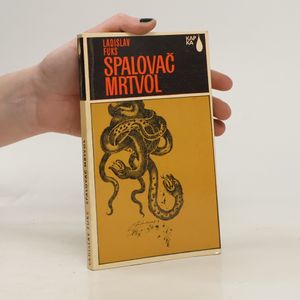 LADISLAV
FUKS
SPALOVAČ
MRTVOL
KAP
KA
LADISLAV FUKS SPALOVAČ MRTVOL